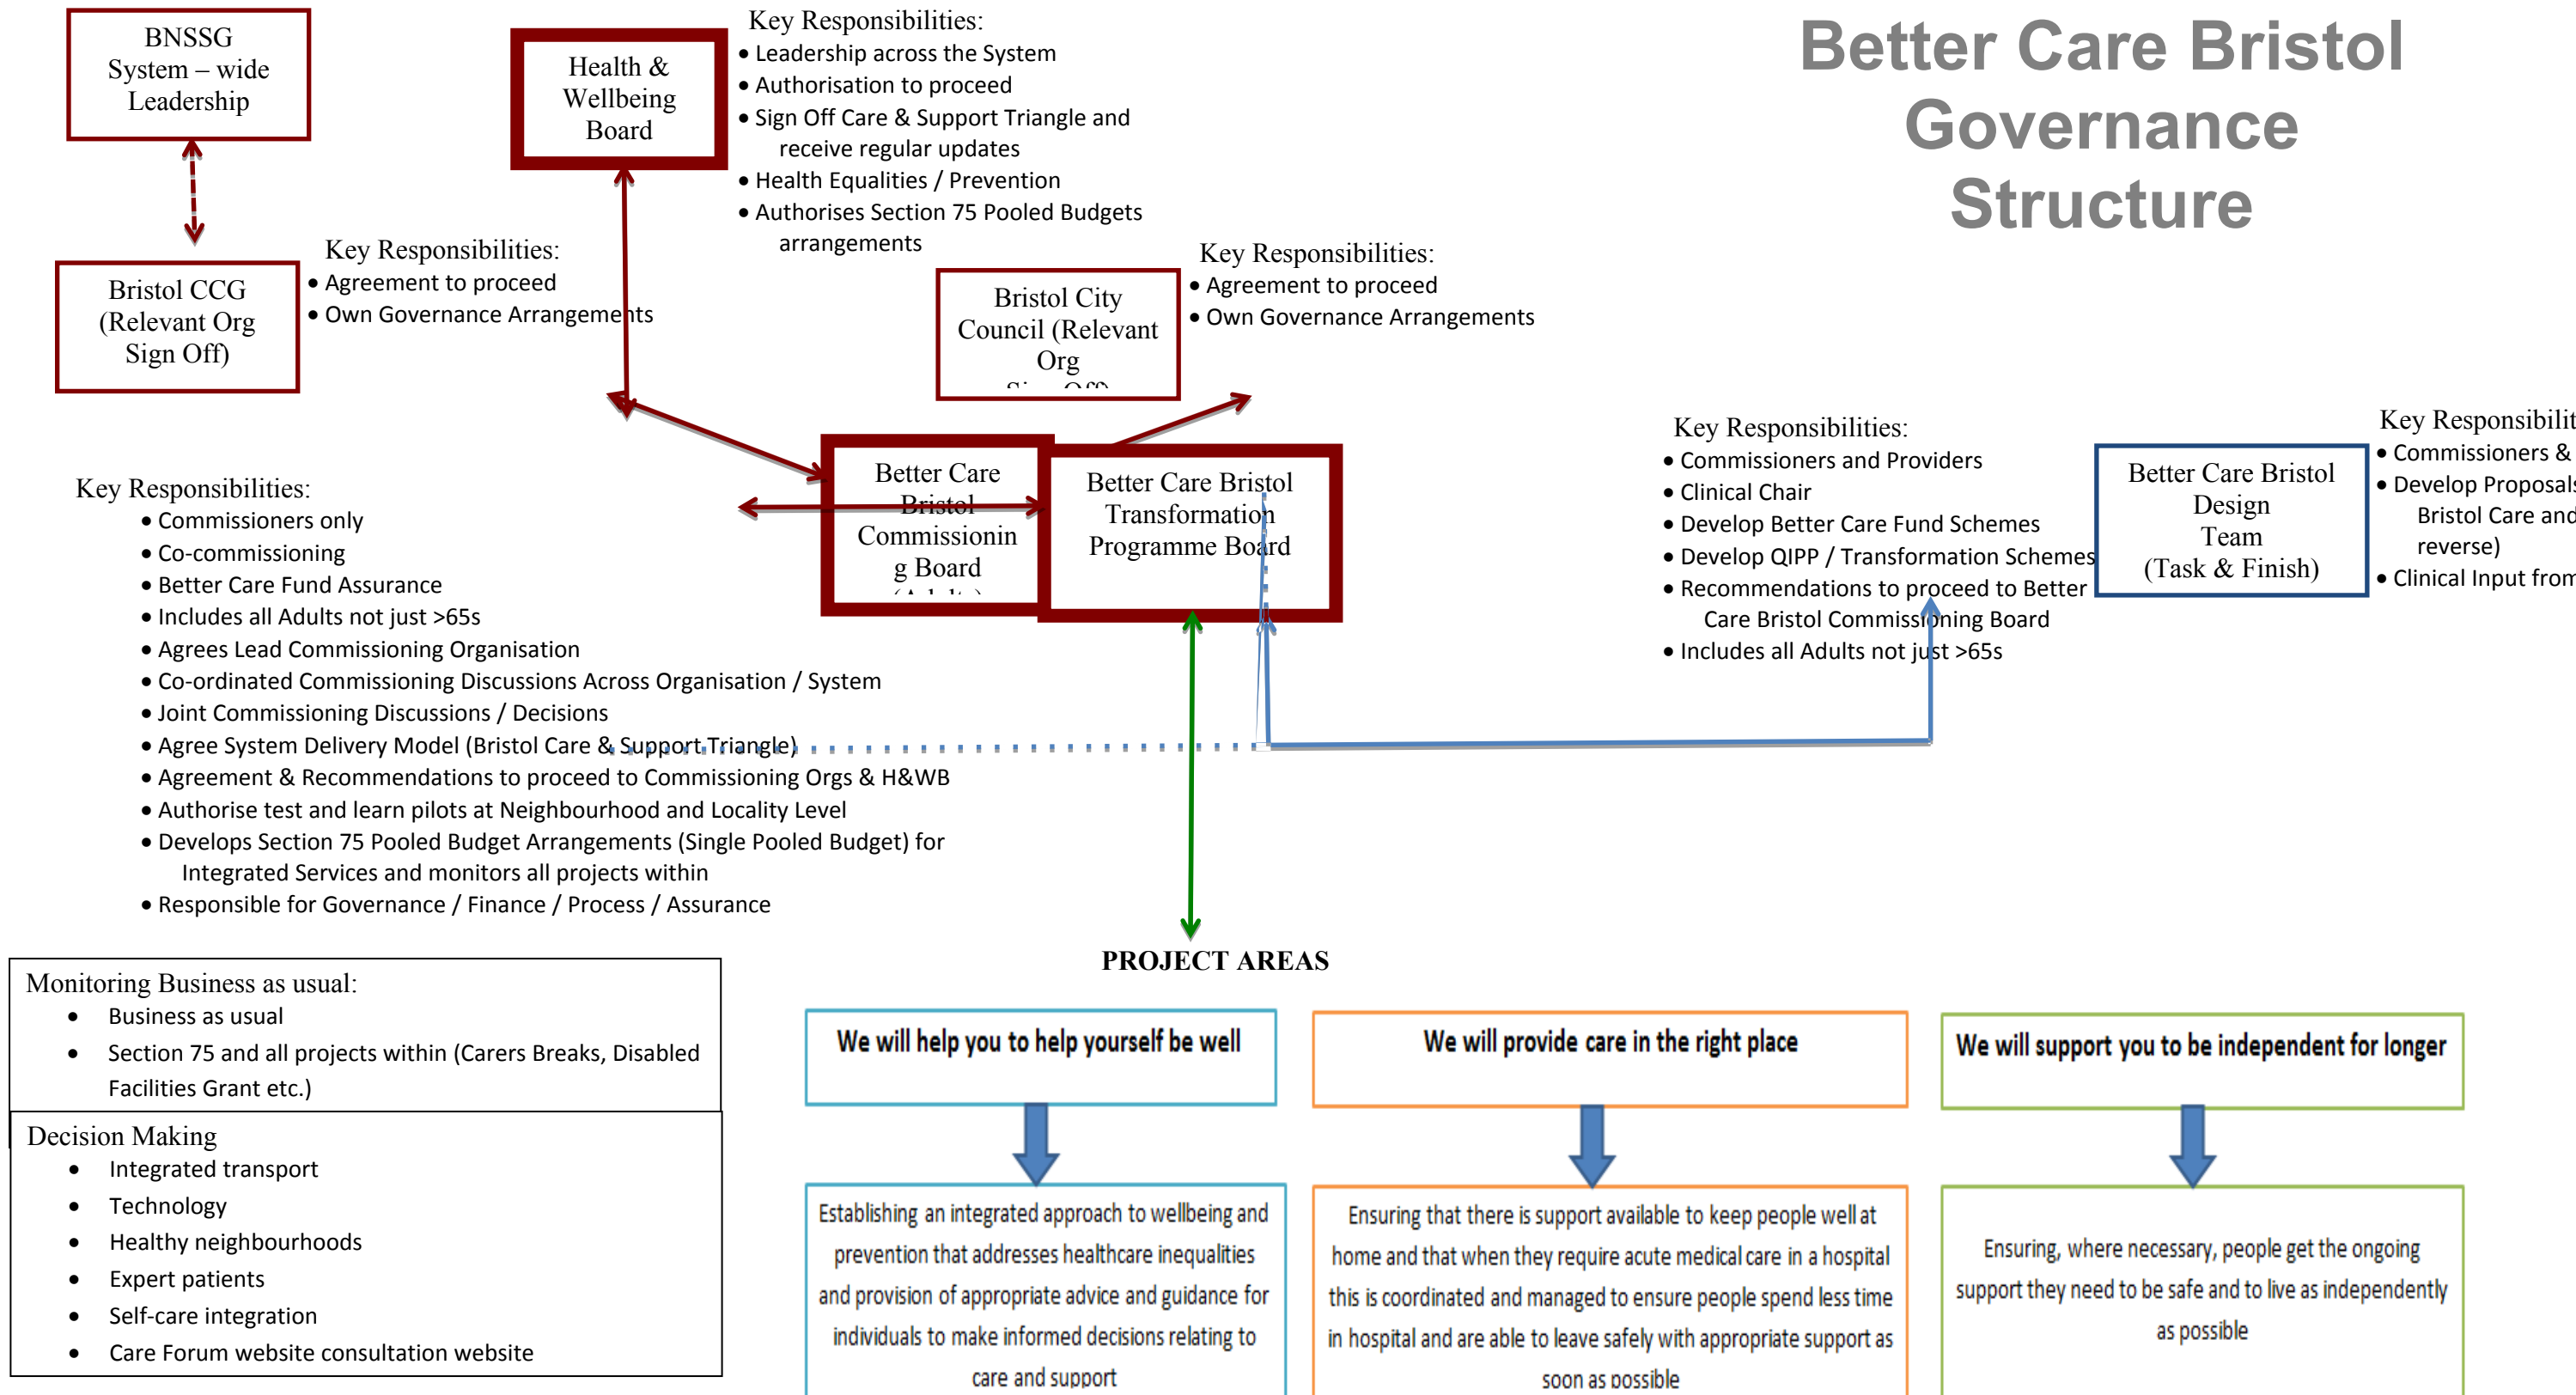 Better Care Bristol
Governance
Structure
BNSSG
System – wide
Leadership
Health &
Wellbeing
Board
Key Responsibilities:
• Leadership across the System
• Authorisation to proceed
• Sign Off Care & Support Triangle and
receive regular updates
• Health Equalities / Prevention
• Authorises Section 75 Pooled Budgets
arrangements
Bristol CCG
(Relevant Org
Sign Off)
Key Responsibilities:
• Agreement to proceed
• Own Governance Arrangements
Bristol City
Council (Relevant
Org
Sign Off)
Key Responsibilities:
• Agreement to proceed
• Own Governance Arrangements
Key Responsibilities:
• Commissioners only
• Co-commissioning
• Better Care Fund Assurance
• Includes all Adults not just >65s
• Agrees Lead Commissioning Organisation
• Co-ordinated Commissioning Discussions Across Organisation / System
• Joint Commissioning Discussions / Decisions
• Agree System Delivery Model (Bristol Care & Support Triangle)
• Agreement & Recommendations to proceed to Commissioning Orgs & H&WB
• Authorise test and learn pilots at Neighbourhood and Locality Level
• Develops Section 75 Pooled Budget Arrangements (Single Pooled Budget) for
Integrated Services and monitors all projects within
• Responsible for Governance / Finance / Process / Assurance
Better Care
Bristol
Commissionin
g Board
Better Care Bristol
Transformation
Programme Board
Key Responsibilities:
• Commissioners and Providers
• Clinical Chair
• Develop Better Care Fund Schemes
• Develop QIPP / Transformation Schemes
• Recommendations to proceed to Better
Care Bristol Commissioning Board
• Includes all Adults not just >65s
Better Care Bristol
Design
Team
(Task & Finish)
Key Responsibilit
• Commissioners &
• Develop Proposals
Bristol Care and
reverse)
• Clinical Input from
PROJECT AREAS
Monitoring Business as usual:
• Business as usual
• Section 75 and all projects within (Carers Breaks, Disabled
Facilities Grant etc.)
Decision Making
• Integrated transport
• Technology
• Healthy neighbourhoods
• Expert patients
• Self-care integration
• Care Forum website consultation website
We will help you to help yourself be well
Establishing an integrated approach to wellbeing and
prevention that addresses healthcare inequalities
and provision of appropriate advice and guidance for
individuals to make informed decisions relating to
care and support
We will provide care in the right place
Ensuring that there is support available to keep people well at
home and that when they require acute medical care in a hospital
this is coordinated and managed to ensure people spend less time
in hospital and are able to leave safely with appropriate support as
soon as possible
We will support you to be independent for longer
Ensuring, where necessary, people get the ongoing
support they need to be safe and to live as independently
as possible